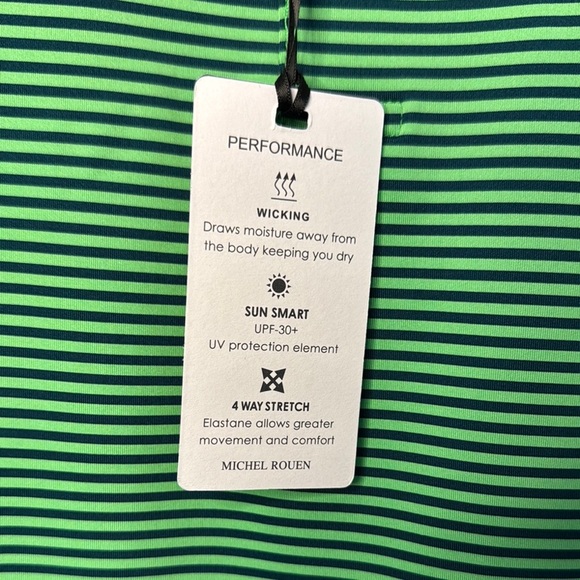 PERFORMANCE
WICKING
Draws moisture away from
the body keeping you dry
SUN SMART
UPF-30+
UV protection element
4 WAY STRETCH
Elastane allows greater
movement and comfort
MICHEL ROUEN